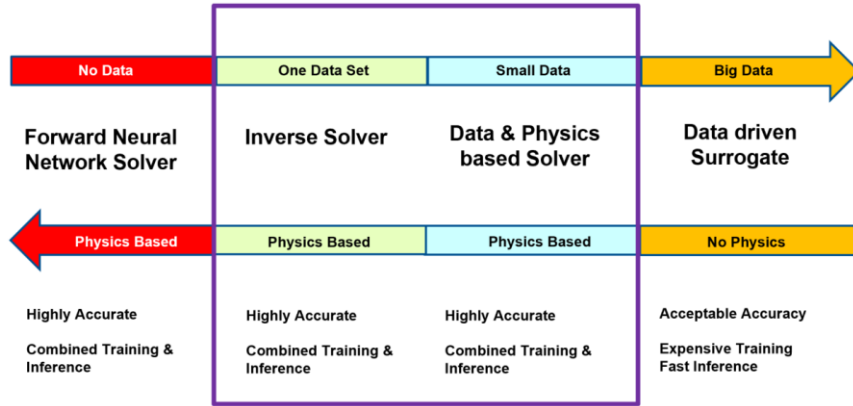 No Data
One Data Set
Small Data
Big Data
Forward Neural
Network Solver
Inverse Solver
Data & Physics
based Solver
Data driven
Surrogate
Physics Based
Physics Based
Physics Based
No Physics
Highly Accurate
Combined Training &
Inference
Highly Accurate
Combined Training &
Inference
Highly Accurate
Combined Training &
Inference
Acceptable Accuracy
Expensive Training
Fast Inference